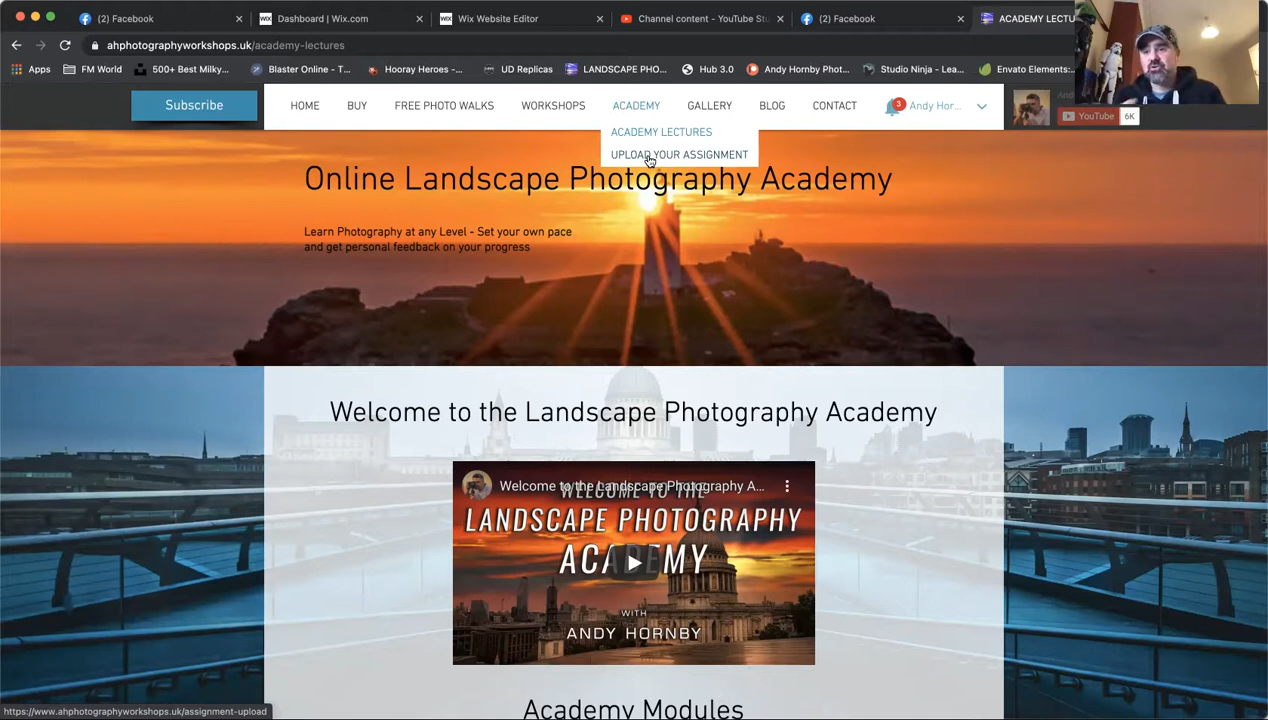 (2) Facebook
Dashboard | Wix.com
Wix Website Editor
Channel content - YouTube Stu
(2) Facebook
ACADEMY LECTU
ahphotographyworkshops.uk/academy-lectures
Apps
FM World
500+ Best Milky...
Blaster Online - T...
Hooray Heroes -...
UD Replicas
LANDSCAPE PHO...
Hub 3.0
Andy Hornby Phot...
Studio Ninja - Lea...
Envato Elements:...
Subscribe
HOME
BUY
FREE PHOTO WALKS
WORKSHOPS
ACADEMY
GALLERY
BLOG
CONTACT
3
Andy Hor...
YouTube
6K
ACADEMY LECTURES
UPLOAD YOUR ASSIGNMENT
Online Landscape Photography Academy
Learn Photography at any Level - Set your own pace
and get personal feedback on your progress
Welcome to the Landscape Photography Academy
Welcome to the Landscape Photography A...
WELCOME TO THE
LANDSCAPE PHOTOGRAPHY
ACADEMY
WITH
ANDY HORNBY
Academy Modules
https://www.ahphotographyworkshops.uk/assignment-upload